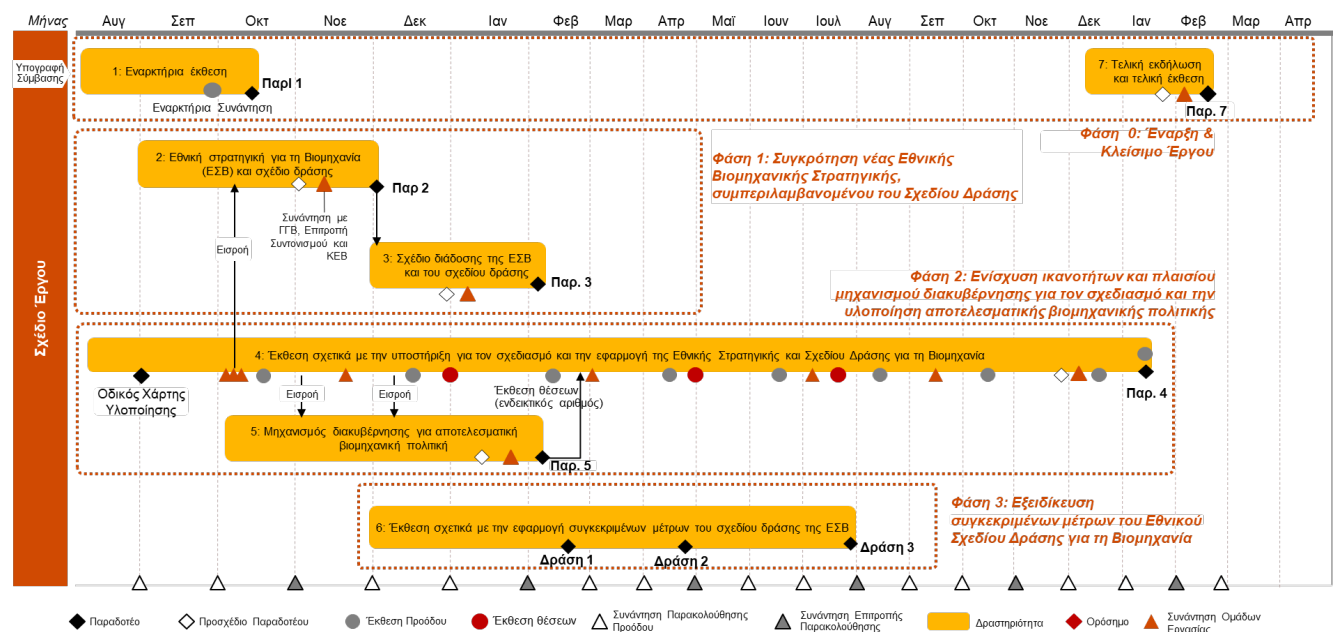 Μήνας Αυγ Σεπ Οκτ Νοε Δεκ Ιαν Φεβ Μαρ Απρ Μαϊ Ιουν Ιουλ Αυγ Σεπ Οκτ Νοε Δεκ Ιαν Φεβ Μαρ Απρ
Σχέδιο Έργου
Υπογραφή
Σύμβασης
1: Εναρκτήρια έκθεση
Παρl 1
Εναρκτήρια Συνάντηση
7: Τελική εκδήλωση
και τελική έκθεση
Παρ. 7
Φάση 0: Έναρξη &
Κλείσιμο Έργου
2: Εθνική στρατηγική για τη Βιομηχανία
(ΕΣΒ) και σχέδιο δράσης
Παρ 2
Συνάντηση με
ΓΓΒ, Επιτροπή
Συντονισμού και
ΚΕΒ
Εισροή
Φάση 1: Συγκρότηση νέας Εθνικής
Βιομηχανικής Στρατηγικής,
συμπεριλαμβανομένου του Σχεδίου Δράσης
3: Σχέδιο διάδοσης της ΕΣΒ
και του σχεδίου δράσης
Παρ. 3
Φάση 2: Ενίσχυση ικανοτήτων και πλαισίου
μηχανισμού διακυβέρνησης για τον σχεδιασμό και την
υλοποίηση αποτελεσματικής βιομηχανικής πολιτικής
4: Έκθεση σχετικά με την υποστήριξη για τον σχεδιασμό και την εφαρμογή της Εθνικής Στρατηγικής και Σχεδίου Δράσης για τη Βιομηχανία
Οδικός Χάρτης
Υλοποίησης
Εισροή
Εισροή
Έκθεση θέσεων
(ενδεικτικός αριθμός)
Παρ. 4
5: Μηχανισμός διακυβέρνησης για αποτελεσματική
βιομηχανική πολιτική
Παρ. 5
Φάση 3: Εξειδίκευση
συγκεκριμένων μέτρων του Εθνικού
Σχεδίου Δράσης για τη Βιομηχανία
6: Έκθεση σχετικά με την εφαρμογή συγκεκριμένων μέτρων του σχεδίου δράσης της ΕΣΒ
Δράση 1
Δράση 2
Δράση 3
Παραδοτέο
Προσχέδιο Παραδοτέου
Έκθεση Προόδου
Έκθεση θέσεων
Συνάντηση Παρακολούθησης
Προόδου
Συνάντηση Επιτροπής
Παρακολούθησης
Δραστηριότητα
Ορόσημο
Συνάντηση Ομάδων
Εργασίας